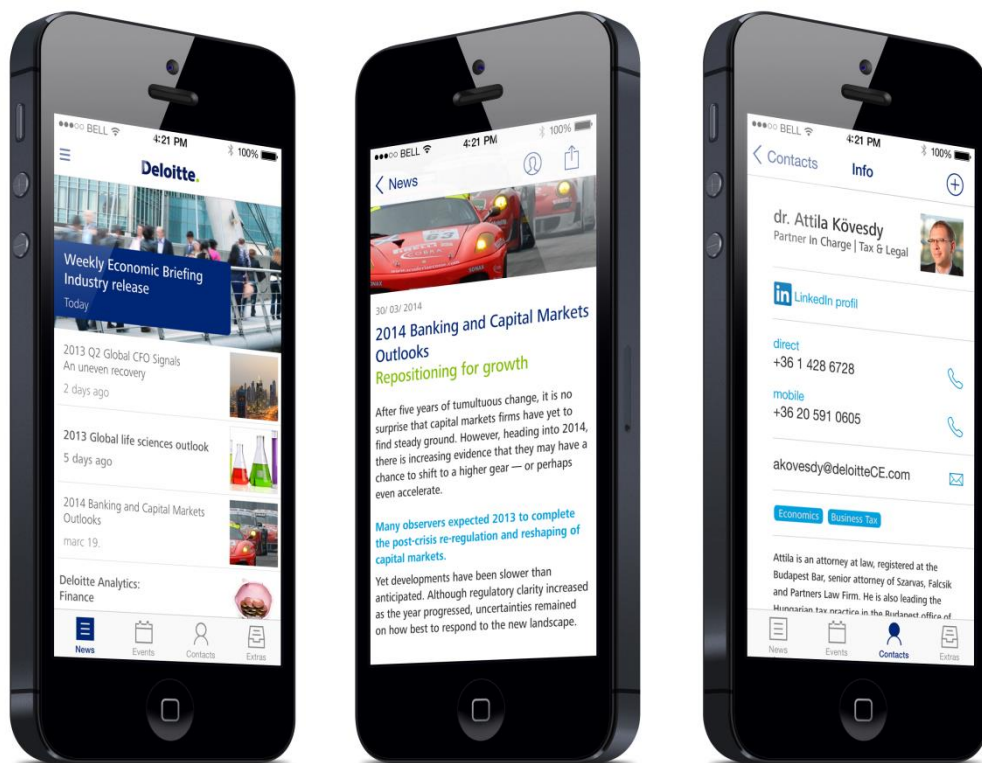 BELL
4:21 PM
100%
Deloitte.
Weekly Economic Briefing
Industry release
Today
2013 Q2 Global CFO Signals
An uneven recovery
2 days ago
2013 Global life sciences outlook
5 days ago
2014 Banking and Capital Markets
Outlooks
marc 19.
Deloitte Analytics:
Finance
News
Events
Contacts
Extras
BELL
4:21 PM
100%
News
63
COBRA
30/ 03/ 2014
2014 Banking and Capital Markets
Outlooks
Repositioning for growth
After five years of tumultuous change, it is no
surprise that capital markets firms have yet to
find steady ground. However, heading into 2014,
there is increasing evidence that they may have a
chance to shift to a higher gear — or perhaps
even accelerate.
Many observers expected 2013 to complete
the post-crisis re-regulation and reshaping of
capital markets.
Yet developments have been slower than
anticipated. Although regulatory clarity increased
as the year progressed, uncertainties remained
on how best to respond to the new landscape.
BELL
4:21 PM
100%
Contacts
Info
dr. Attila Kövesdy
Partner in Charge | Tax & Legal
in LinkedIn profil
direct
+36 1 428 6728
mobile
+36 20 591 0605
akovesdy@deloitteCE.com
Economics Business Tax
Attila is an attorney at law, registered at the
Budapest Bar, senior attorney of Szarvas, Falcsik
and Partners Law Firm. He is also leading the
Hungarian tax practice in the Budapest office of
News
Events
Contacts
Extras